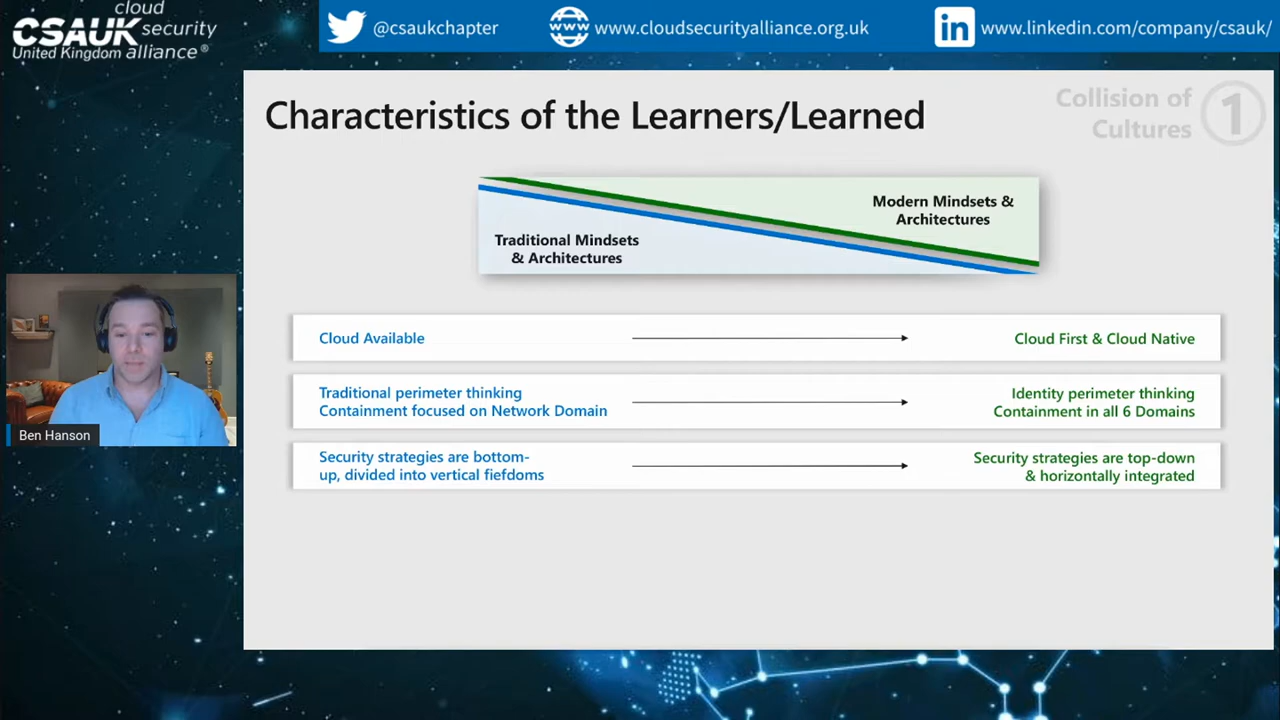 cloud
CSAUK security
United Kingdom alliance®
@csaukchapter
www.cloudsecurityalliance.org.uk
in
www.linkedin.com/company/csauk/
Characteristics of the Learners/Learned
Collision of
Cultures
1
Modern Mindsets &
Architectures
Traditional Mindsets
& Architectures
Cloud Available
Cloud First & Cloud Native
Traditional perimeter thinking
Containment focused on Network Domain
Identity perimeter thinking
Containment in all 6 Domains
Security strategies are bottom-
up, divided into vertical fiefdoms
Security strategies are top-down
& horizontally integrated
Ben Hanson